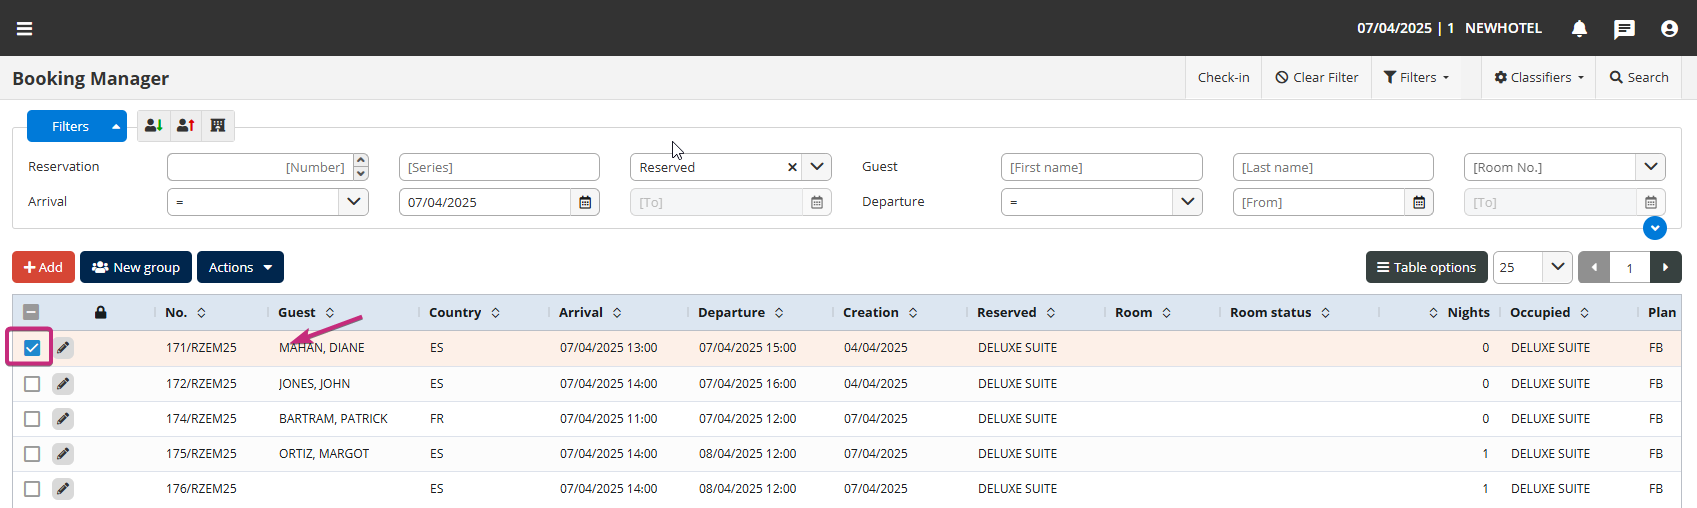 07/04/2025 | 1 NEWHOTEL
Booking Manager Check-in Clear Filter Filters Classifiers Search
Filters
Reservation [Number] [Series] Reserved Guest [First name] [Last name] [Room No.]
Arrival = 07/04/2025 [To] Departure = [From] [To]
Add New group Actions Table options 25 1
No. Guest Country Arrival Departure Creation Reserved Room Room status Nights Occupied Plan
171/RZEM25 MAHAN, DIANE ES 07/04/2025 13:00 07/04/2025 15:00 04/04/2025 DELUXE SUITE 0 DELUXE SUITE FB
172/RZEM25 JONES, JOHN ES 07/04/2025 14:00 07/04/2025 16:00 04/04/2025 DELUXE SUITE 0 DELUXE SUITE FB
174/RZEM25 BARTRAM, PATRICK FR 07/04/2025 11:00 07/04/2025 12:00 07/04/2025 DELUXE SUITE 0 DELUXE SUITE FB
175/RZEM25 ORTIZ, MARGOT ES 07/04/2025 14:00 08/04/2025 12:00 07/04/2025 DELUXE SUITE 1 DELUXE SUITE FB
176/RZEM25 ES 07/04/2025 14:00 08/04/2025 12:00 07/04/2025 DELUXE SUITE 1 DELUXE SUITE FB